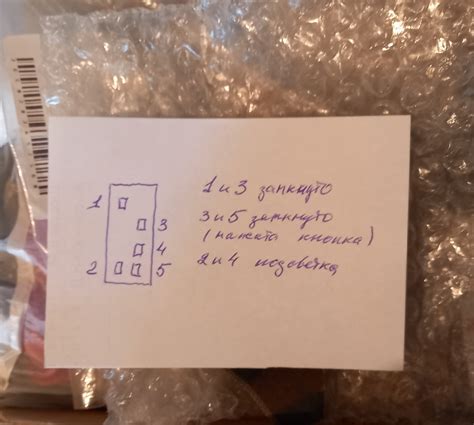 1 и 3 замкнуто
1
3 и 5 замкнуто
3
(нажата кнопка)
4
2 и 4 подсветка
2 5